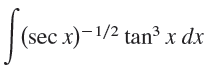 ∫(sec x)^{-1/2} tan³ x dx